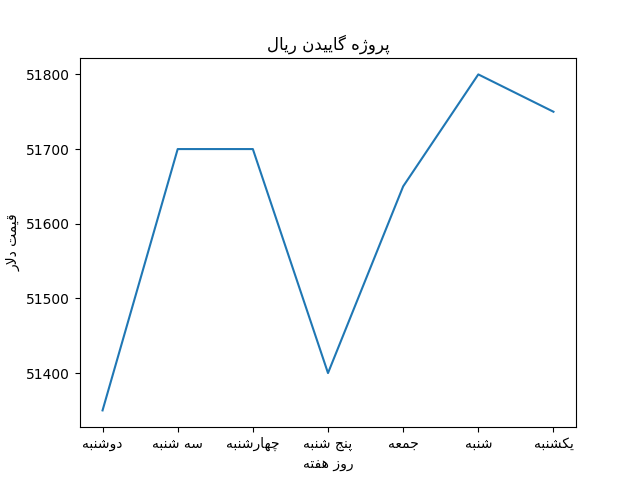 پروژه گاییدن ریال
51800
51700
51600
51500
51400
قیمت دلار
دوشنبه
سه شنبه
چهارشنبه
پنج شنبه
جمعه
شنبه
یکشنبه
روز هفته